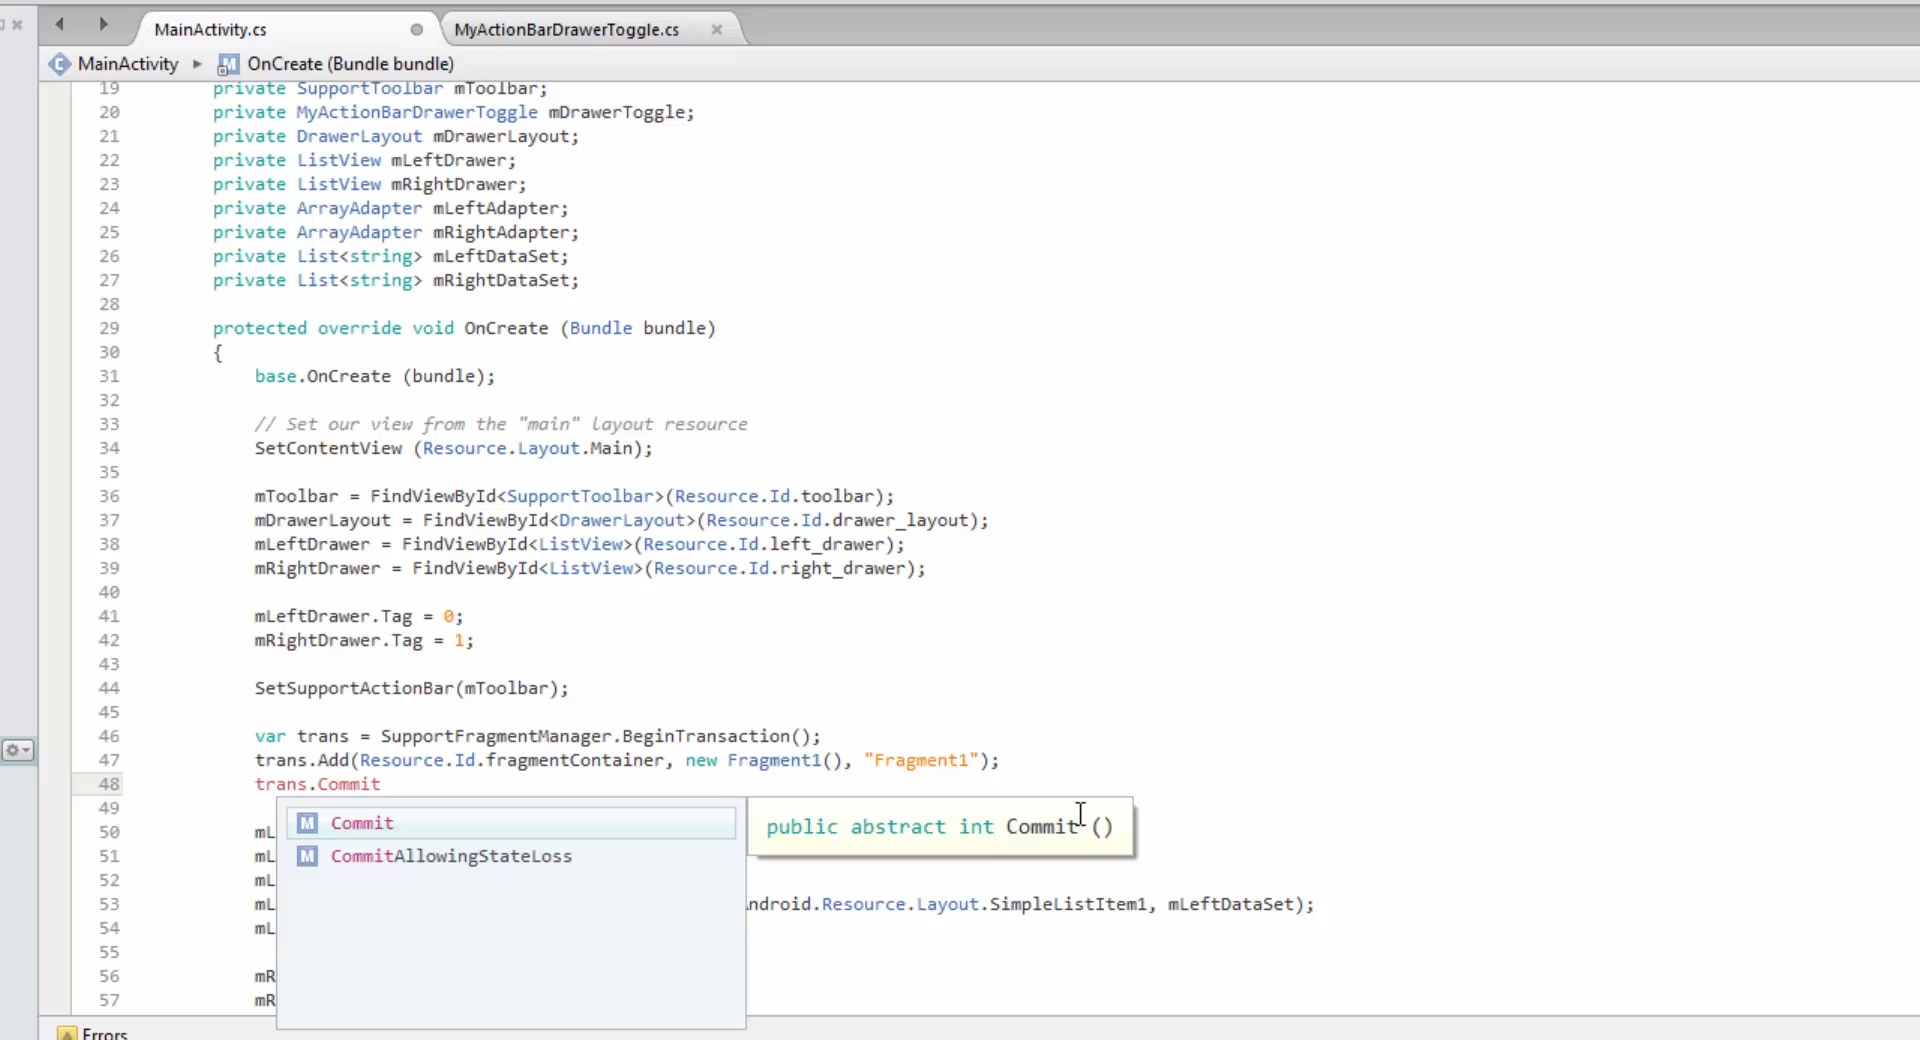 MainActivity.cs
MyActionBarDrawerToggle.cs
MainActivity
M OnCreate (Bundle bundle)
19 private SupportToolbar mToolbar;
20 private MyActionBarDrawerToggle mDrawerToggle;
21 private DrawerLayout mDrawerLayout;
22 private ListView mLeftDrawer;
23 private ListView mRightDrawer;
24 private ArrayAdapter mLeftAdapter;
25 private ArrayAdapter mRightAdapter;
26 private List<string> mLeftDataSet;
27 private List<string> mRightDataSet;
28
29 protected override void OnCreate (Bundle bundle)
30 {
31 base.OnCreate (bundle);
32
33 // Set our view from the "main" layout resource
34 SetContentView (Resource.Layout.Main);
35
36 mToolbar = FindViewById<SupportToolbar>(Resource.Id.toolbar);
37 mDrawerLayout = FindViewById<DrawerLayout>(Resource.Id.drawer_layout);
38 mLeftDrawer = FindViewById<ListView>(Resource.Id.left_drawer);
39 mRightDrawer = FindViewById<ListView>(Resource.Id.right_drawer);
40
41 mLeftDrawer.Tag = 0;
42 mRightDrawer.Tag = 1;
43
44 SetSupportActionBar(mToolbar);
45
46 var trans = SupportFragmentManager.BeginTransaction();
47 trans.Add(Resource.Id.fragmentContainer, new Fragment1(), "Fragment1");
48 trans.Commit
49
M Commit
public abstract int Commit ()
50 mL
51 mL
M CommitAllowingStateLoss
52 mL
53 mL ndroid.Resource.Layout.SimpleListItem1, mLeftDataSet);
54 mL
55
56 mR
57 mR
Errors